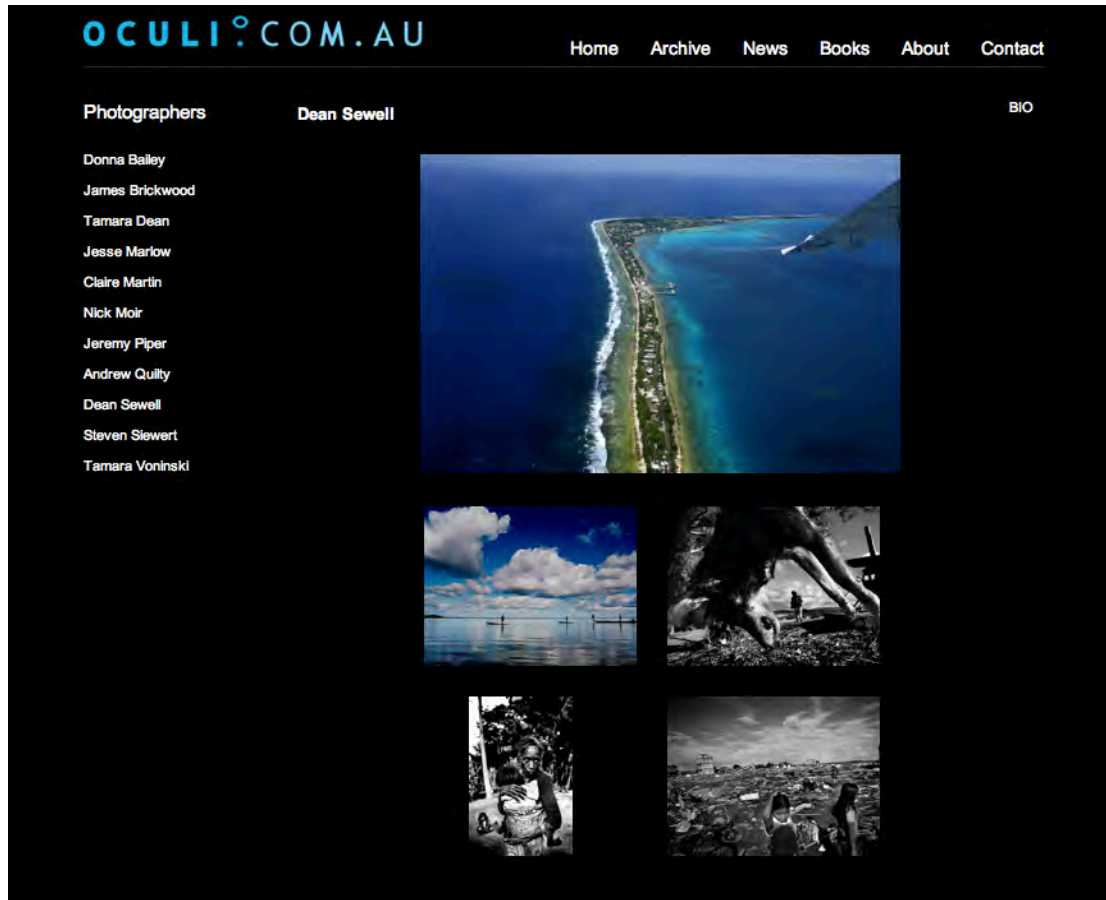 OCULI.COM.AU
Home Archive News Books About Contact
Photographers
Dean Sewell
BIO
Donna Bailey
James Brickwood
Tamara Dean
Jesse Marlow
Claire Martin
Nick Moir
Jeremy Piper
Andrew Quilty
Dean Sewell
Steven Siewert
Tamara Voninski